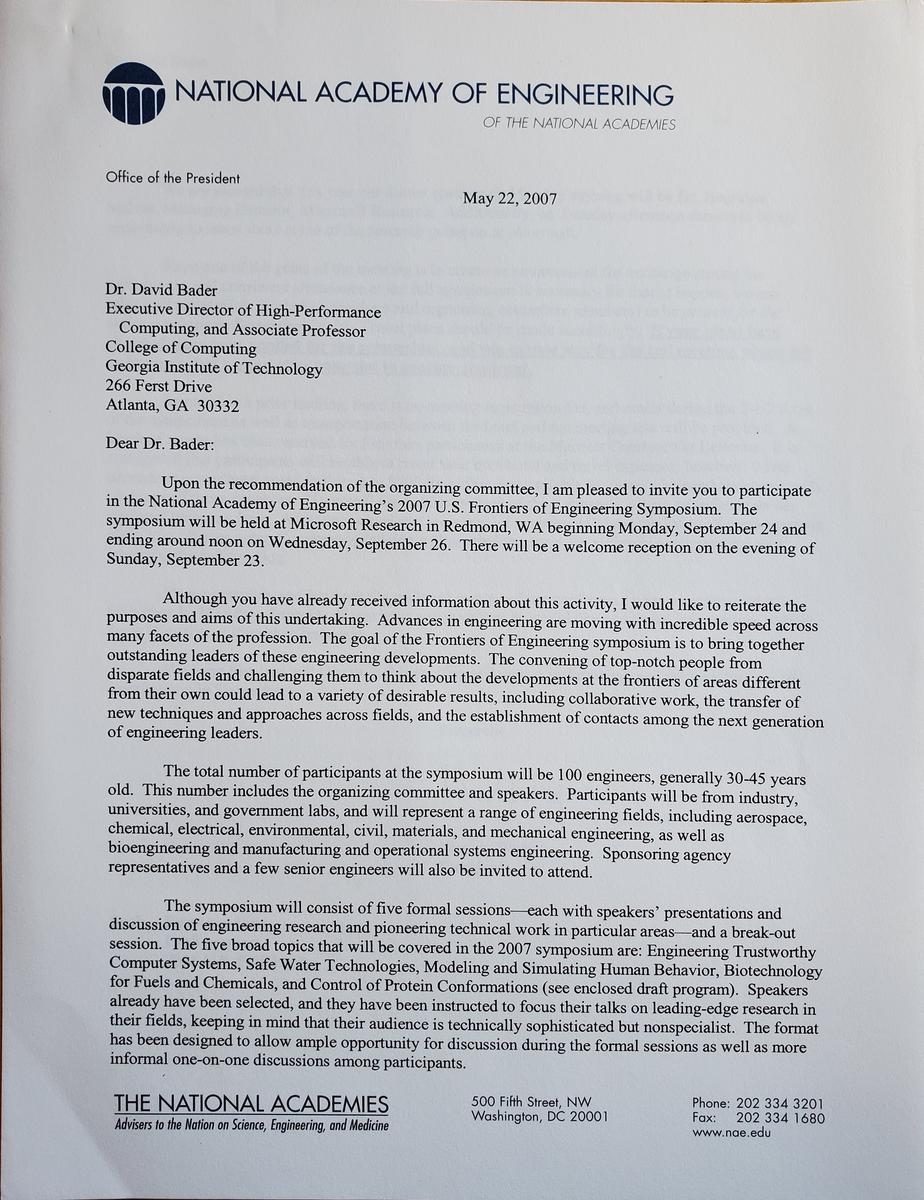 NATIONAL ACADEMY OF ENGINEERING
OF THE NATIONAL ACADEMIES
Office of the President
May 22, 2007
Dr. David Bader
Executive Director of High-Performance
Computing, and Associate Professor
College of Computing
Georgia Institute of Technology
266 Ferst Drive
Atlanta, GA 30332
Dear Dr. Bader:
Upon the recommendation of the organizing committee, I am pleased to invite you to participate
in the National Academy of Engineering's 2007 U.S. Frontiers of Engineering Symposium. The
symposium will be held at Microsoft Research in Redmond, WA beginning Monday, September 24 and
ending around noon on Wednesday, September 26. There will be a welcome reception on the evening of
Sunday, September 23.
Although you have already received information about this activity, I would like to reiterate the
purposes and aims of this undertaking. Advances in engineering are moving with incredible speed across
many facets of the profession. The goal of the Frontiers of Engineering symposium is to bring together
outstanding leaders of these engineering developments. The convening of top-notch people from
disparate fields and challenging them to think about the developments at the frontiers of areas different
from their own could lead to a variety of desirable results, including collaborative work, the transfer of
new techniques and approaches across fields, and the establishment of contacts among the next generation
of engineering leaders.
The total number of participants at the symposium will be 100 engineers, generally 30-45 years
old. This number includes the organizing committee and speakers. Participants will be from industry,
universities, and government labs, and will represent a range of engineering fields, including aerospace,
chemical, electrical, environmental, civil, materials, and mechanical engineering, as well as
bioengineering and manufacturing and operational systems engineering. Sponsoring agency
representatives and a few senior engineers will also be invited to attend.
The symposium will consist of five formal sessions—each with speakers' presentations and
discussion of engineering research and pioneering technical work in particular areas—and a break-out
session. The five broad topics that will be covered in the 2007 symposium are: Engineering Trustworthy
Computer Systems, Safe Water Technologies, Modeling and Simulating Human Behavior, Biotechnology
for Fuels and Chemicals, and Control of Protein Conformations (see enclosed draft program). Speakers
already have been selected, and they have been instructed to focus their talks on leading-edge research in
their fields, keeping in mind that their audience is technically sophisticated but nonspecialist. The format
has been designed to allow ample opportunity for discussion during the formal sessions as well as more
informal one-on-one discussions among participants.
THE NATIONAL ACADEMIES
Advisers to the Nation on Science, Engineering, and Medicine
500 Fifth Street, NW
Washington, DC 20001
Phone: 202 334 3201
Fax: 202 334 1680
www.nae.edu